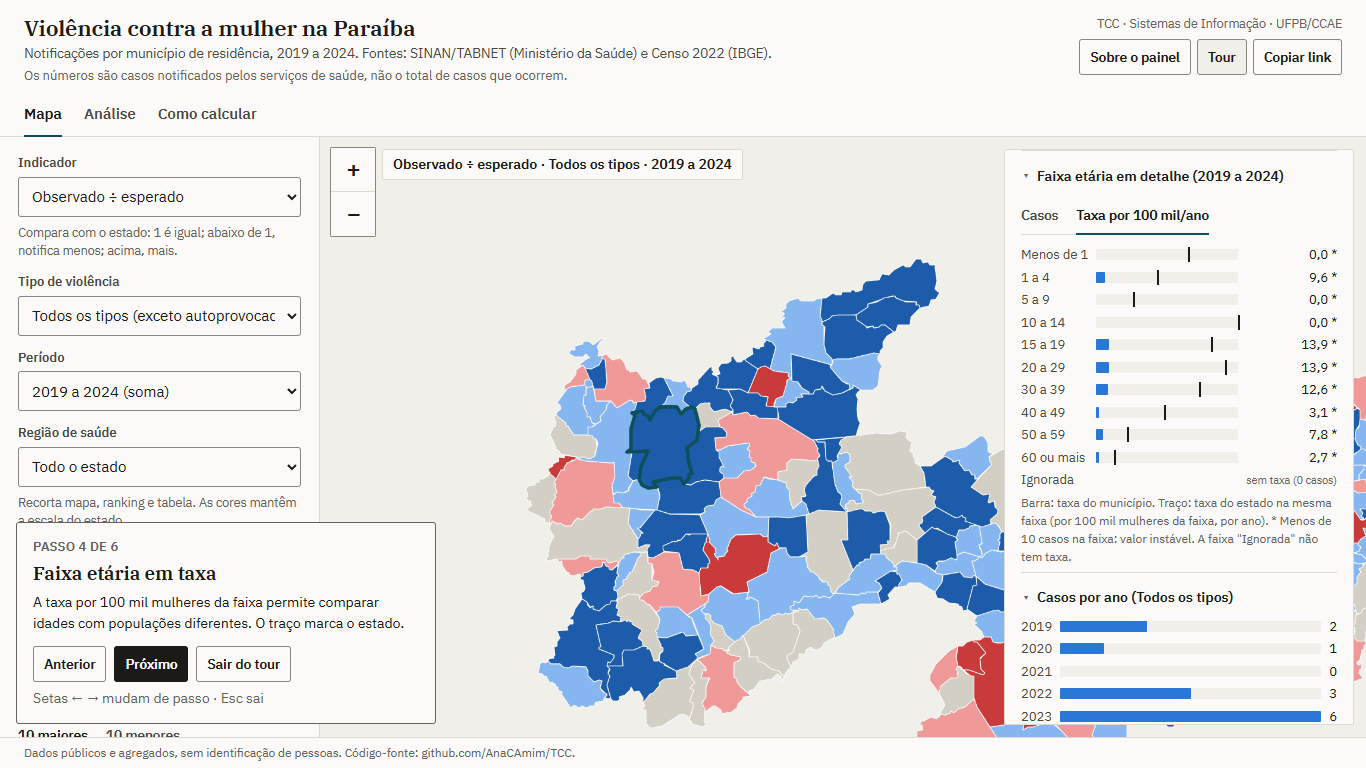 Violência contra a mulher na Paraíba
Notificações por município de residência, 2019 a 2024. Fontes: SINAN/TABNET (Ministério da Saúde) e Censo 2022 (IBGE).
Os números são casos notificados pelos serviços de saúde, não o total de casos que ocorrem.
TCC · Sistemas de Informação · UFPB/CCAE
Sobre o painel
Tour
Copiar link
Mapa
Análise
Como calcular
Indicador
Observado ÷ esperado
Compara com o estado: 1 é igual; abaixo de 1,
notifica menos; acima, mais.
Tipo de violência
Todos os tipos (exceto autoprovocac
Período
2019 a 2024 (soma)
Região de saúde
Todo o estado
Recorta mapa, ranking e tabela. As cores mantêm
a escala do estado.
PASSO 4 DE 6
Faixa etária em taxa
A taxa por 100 mil mulheres da faixa permite comparar
idades com populações diferentes. O traço marca o estado.
Anterior
Próximo
Sair do tour
Setas ← → mudam de passo · Esc sai
10 maiores
10 menores
+
−
Observado ÷ esperado · Todos os tipos · 2019 a 2024
Faixa etária em detalhe (2019 a 2024)
Casos
Taxa por 100 mil/ano
Menos de 1 0,0 *
1 a 4 9,6 *
5 a 9 0,0 *
10 a 14 0,0 *
15 a 19 13,9 *
20 a 29 13,9 *
30 a 39 12,6 *
40 a 49 3,1 *
50 a 59 7,8 *
60 ou mais 2,7 *
Ignorada sem taxa (0 casos)
Barra: taxa do município. Traço: taxa do estado na mesma
faixa (por 100 mil mulheres da faixa, por ano). * Menos de
10 casos na faixa: valor instável. A faixa "Ignorada" não
tem taxa.
Casos por ano (Todos os tipos)
2019 2
2020 1
2021 0
2022 3
2023 6
Dados públicos e agregados, sem identificação de pessoas. Código-fonte: github.com/AnaCAmim/TCC.